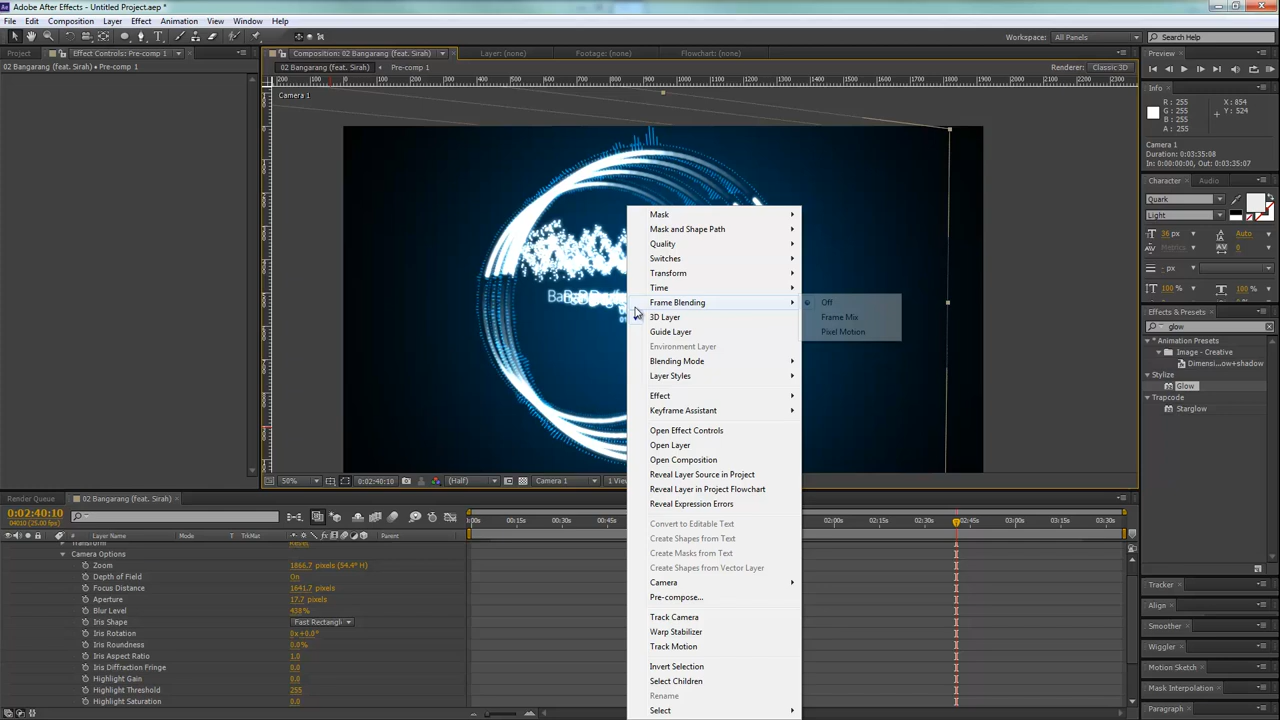 Adobe After Effects - Untitled Project.aep *
File Edit Composition Layer Effect Animation View Window Help
Workspace: All Panels
Search Help
Project
Effect Controls: Pre-comp 1
Composition: 02 Bangarang (feat. Sirah)
Layer: (none)
Footage: (none)
Flowchart: (none)
Preview
02 Bangarang (feat. Sirah) • Pre-comp 1
02 Bangarang (feat. Sirah)
Pre-comp 1
Renderer: Classic 3D
Camera 1
Info
R : 255
G : 255
B : 255
A : 255
X : 854
Y : 524
Camera 1
Duration: 0:03:35:08
In: 0:00:00:00, Out: 0:03:35:07
Character
Audio
Quark
Light
36 px
Auto
Metrics
0
- px
100 %
100 %
Effects & Presets
glow
* Animation Presets
Image - Creative
Dimensi...ow+shadow
Stylize
Glow
Trapcode
Starglow
Tracker
Align
Smoother
Wiggler
Motion Sketch
Mask Interpolation
Paragraph
Mask
Mask and Shape Path
Quality
Switches
Transform
Time
Frame Blending
3D Layer
Guide Layer
Environment Layer
Blending Mode
Layer Styles
Effect
Keyframe Assistant
Open Effect Controls
Open Layer
Open Composition
Reveal Layer Source in Project
Reveal Layer in Project Flowchart
Reveal Expression Errors
Convert to Editable Text
Create Shapes from Text
Create Masks from Text
Create Shapes from Vector Layer
Camera
Pre-compose...
Track Camera
Warp Stabilizer
Track Motion
Invert Selection
Select Children
Rename
Select
Off
Frame Mix
Pixel Motion
50%
0:02:40:10
(Half)
Camera 1
1 View
Render Queue
02 Bangarang (feat. Sirah)
0:02:40:10
04010 (25.00 fps)
# Layer Name Mode T TrkMat Parent
:00s 00:15s 00:30s 00:45s
02:00s 02:15s 02:30s 02:45s 03:00s 03:15s 03:30s
Transform Reset
Camera Options
Zoom 1866.7 pixels (54.4° H)
Depth of Field On
Focus Distance 1641.7 pixels
Aperture 17.7 pixels
Blur Level 438%
Iris Shape Fast Rectangl
Iris Rotation 0x+0.0°
Iris Roundness 0.0%
Iris Aspect Ratio 1.0
Iris Diffraction Fringe 0.0
Highlight Gain 0.0
Highlight Threshold 255
Highlight Saturation 0.0